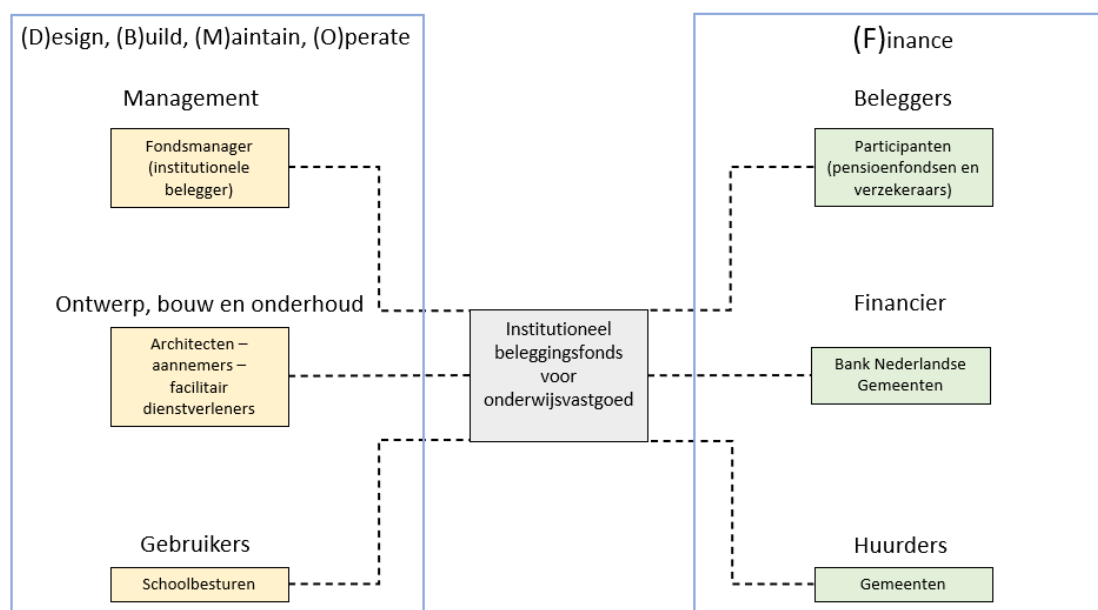 (D)esign, (B)uild, (M)aintain, (O)perate
Management
Fondsmanager
(institutionele
belegger)
Ontwerp, bouw en onderhoud
Architecten –
aannemers –
facilitair
dienstverleners
Gebruikers
Schoolbesturen
Institutioneel
beleggingsfonds
voor
onderwijsvastgoed
(F)inance
Beleggers
Participanten
(pensioenfondsen en
verzekeraars)
Financier
Bank Nederlandse
Gemeenten
Huurders
Gemeenten